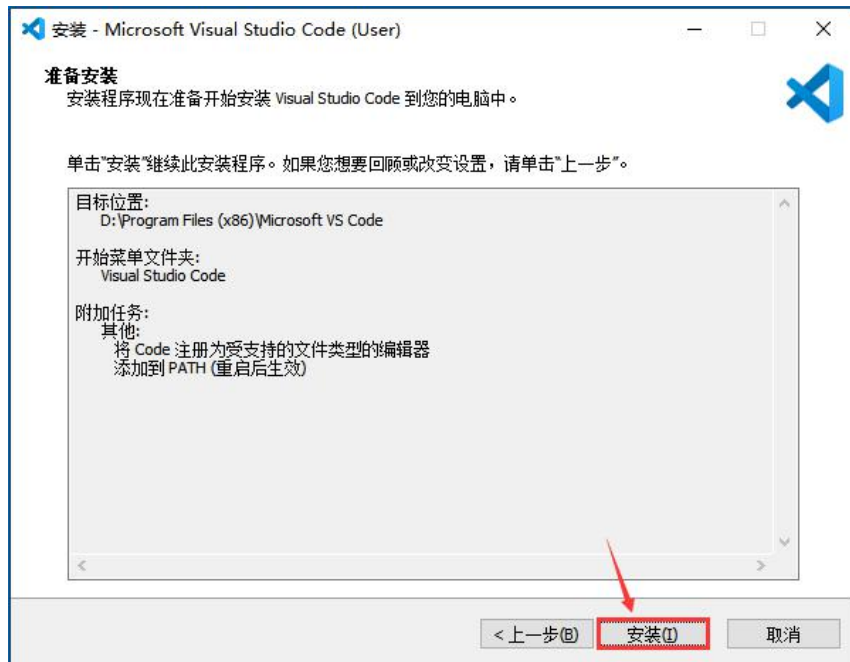 安装 - Microsoft Visual Studio Code (User)
准备安装
安装程序现在准备开始安装 Visual Studio Code 到您的电脑中。
单击“安装”继续此安装程序。如果您想要回顾或改变设置，请单击“上一步”。
目标位置:
D:\Program Files (x86)\Microsoft VS Code
开始菜单文件夹:
Visual Studio Code
附加任务:
其他:
将 Code 注册为受支持的文件类型的编辑器
添加到 PATH (重启后生效)
<上一步(B)
安装(I)
取消